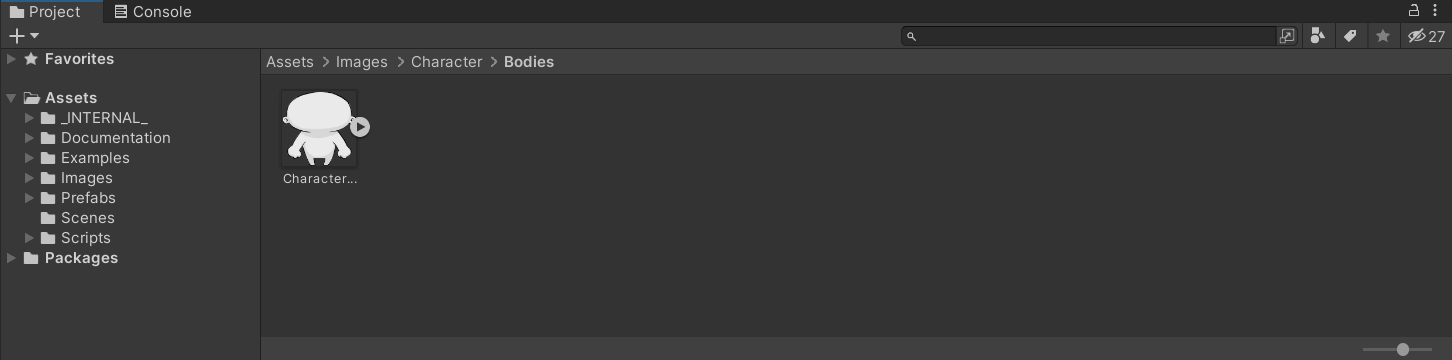 Project
Console
27
Favorites
Assets
_INTERNAL_
Documentation
Examples
Images
Prefabs
Scenes
Scripts
Packages
Assets > Images > Character > Bodies
Character...